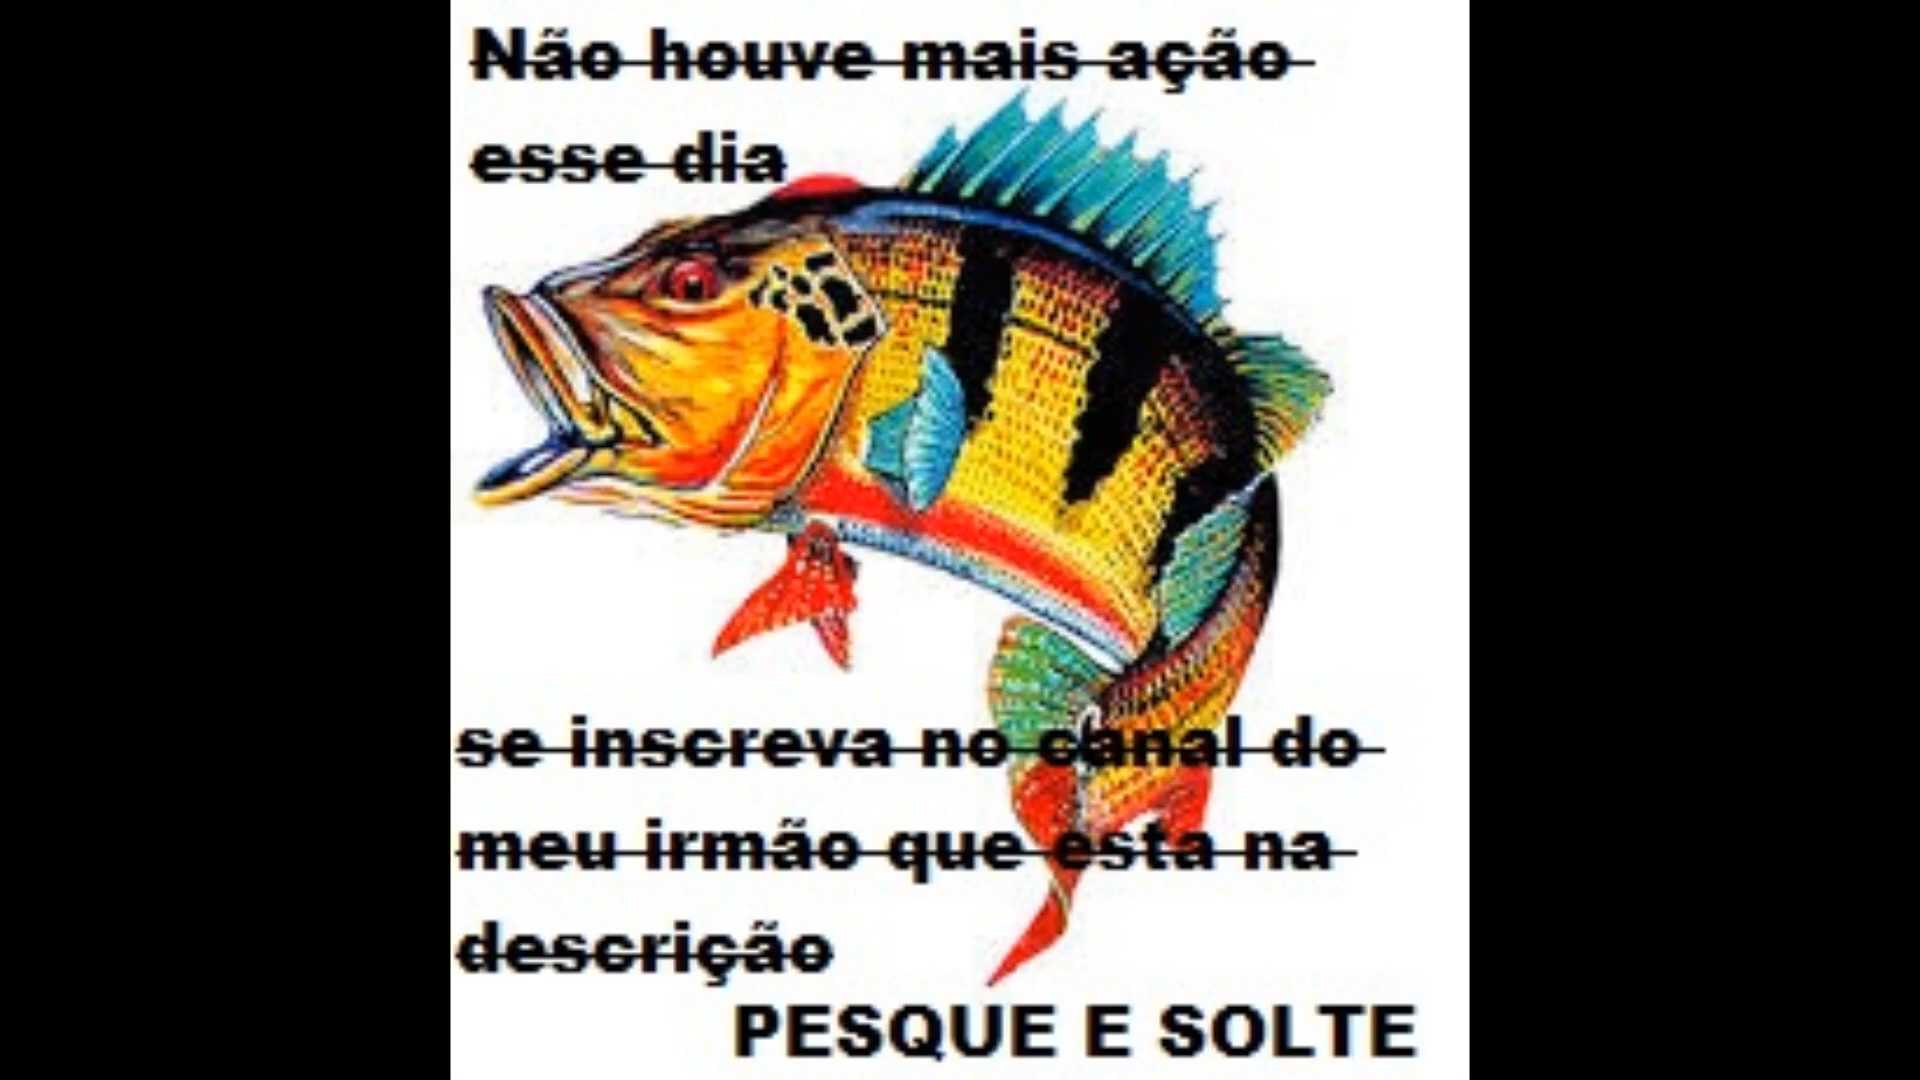 Não houve mais ação
esse dia
se inscreva no canal do
meu irmão que esta na
descrição
PESQUE E SOLTE